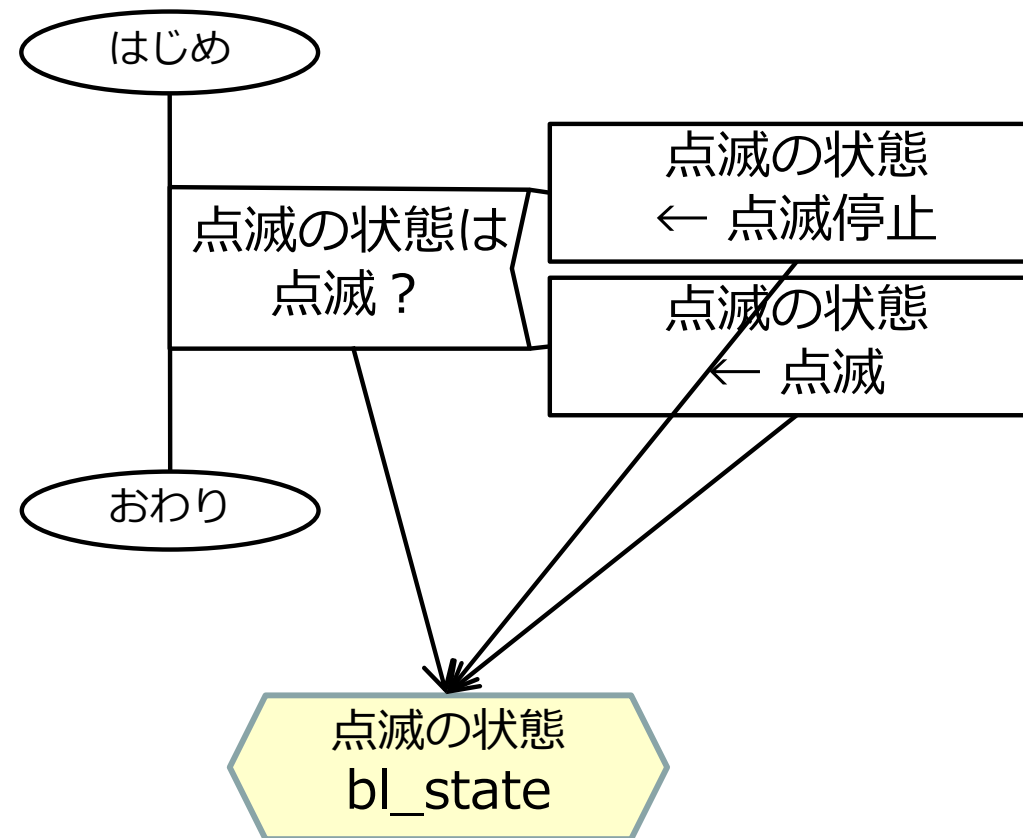 はじめ
点滅の状態は
点滅？
点滅の状態
← 点滅停止
点滅の状態
← 点滅
おわり
点滅の状態
bl_state